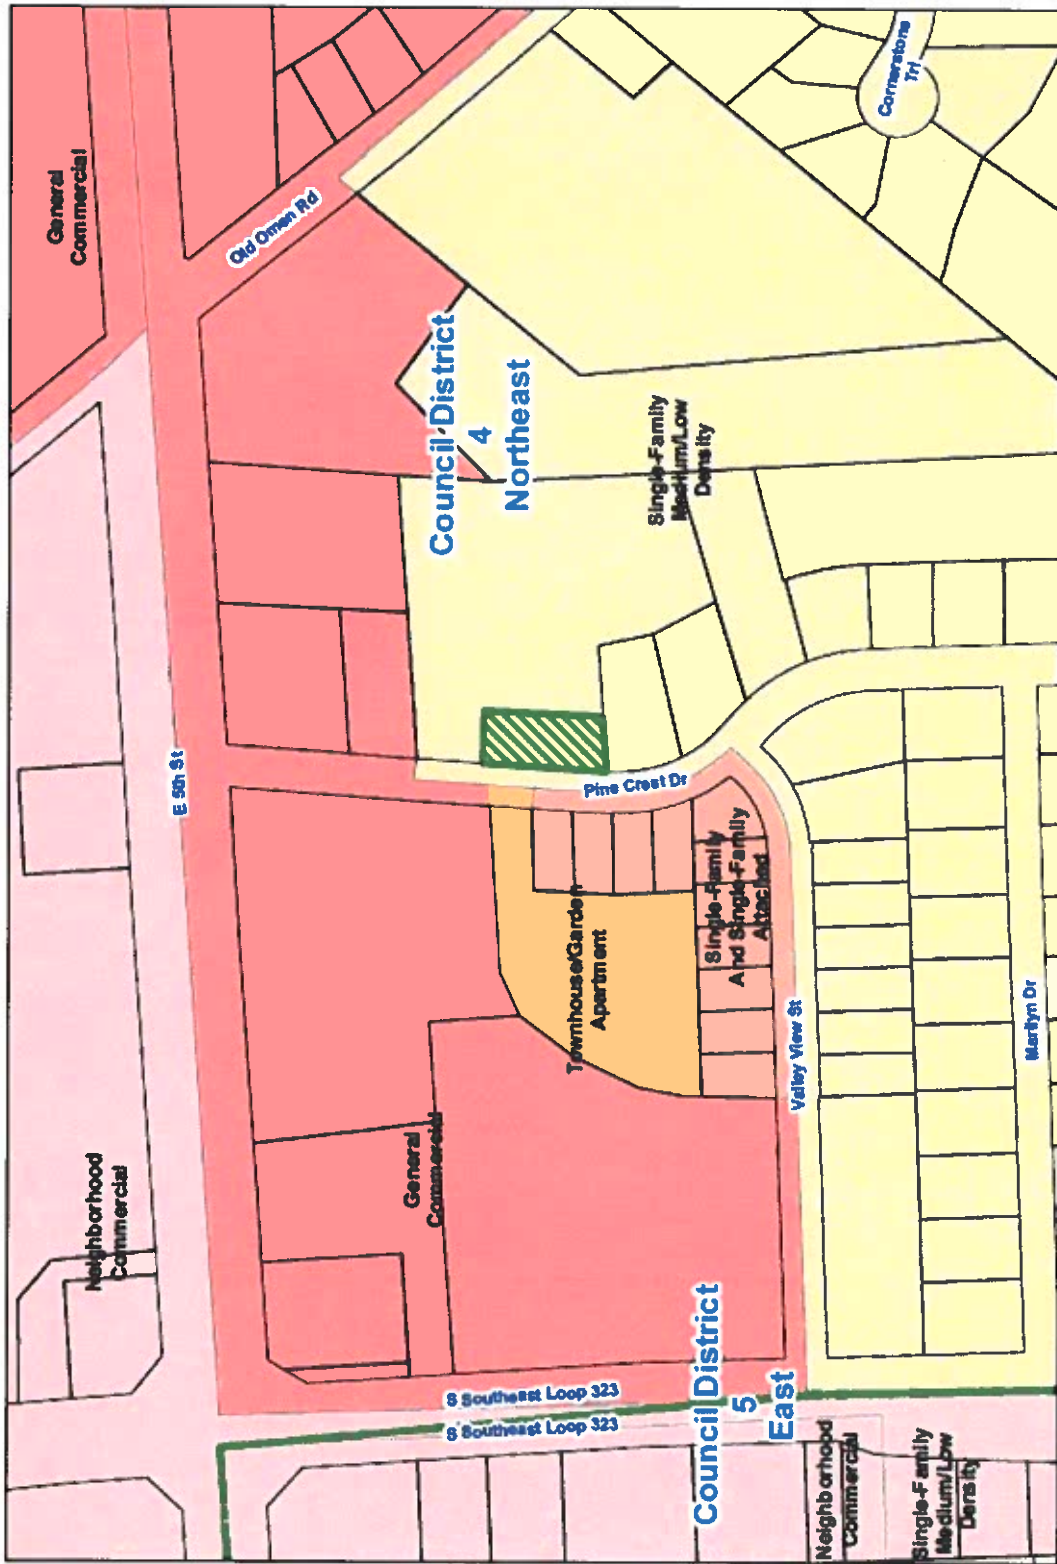 General
Commercial
Cornerstone
Trl
Old Omen Rd
Council District
4
Northeast
Single-Family
Medium/Low
Density
E 5th St
Pine Crest Dr
Townhouse/Garden
Apartment
Single-Family
And Single-Family
Attached
Valley View St
Marilyn Dr
Neighborhood
Commercial
General
Commercial
S Southeast Loop 323
S Southeast Loop 323
Council District
5
East
Neighborhood
Commercial
Single-Family
Medium/Low
Density